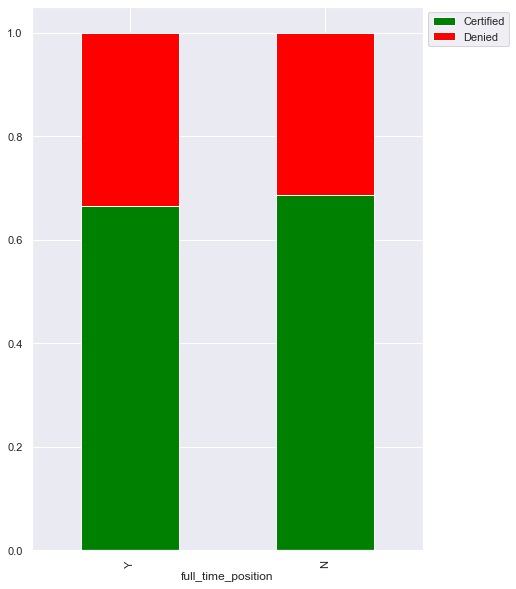 Certified
Denied
1.0
0.8
0.6
0.4
0.2
0.0
Y
N
full_time_position